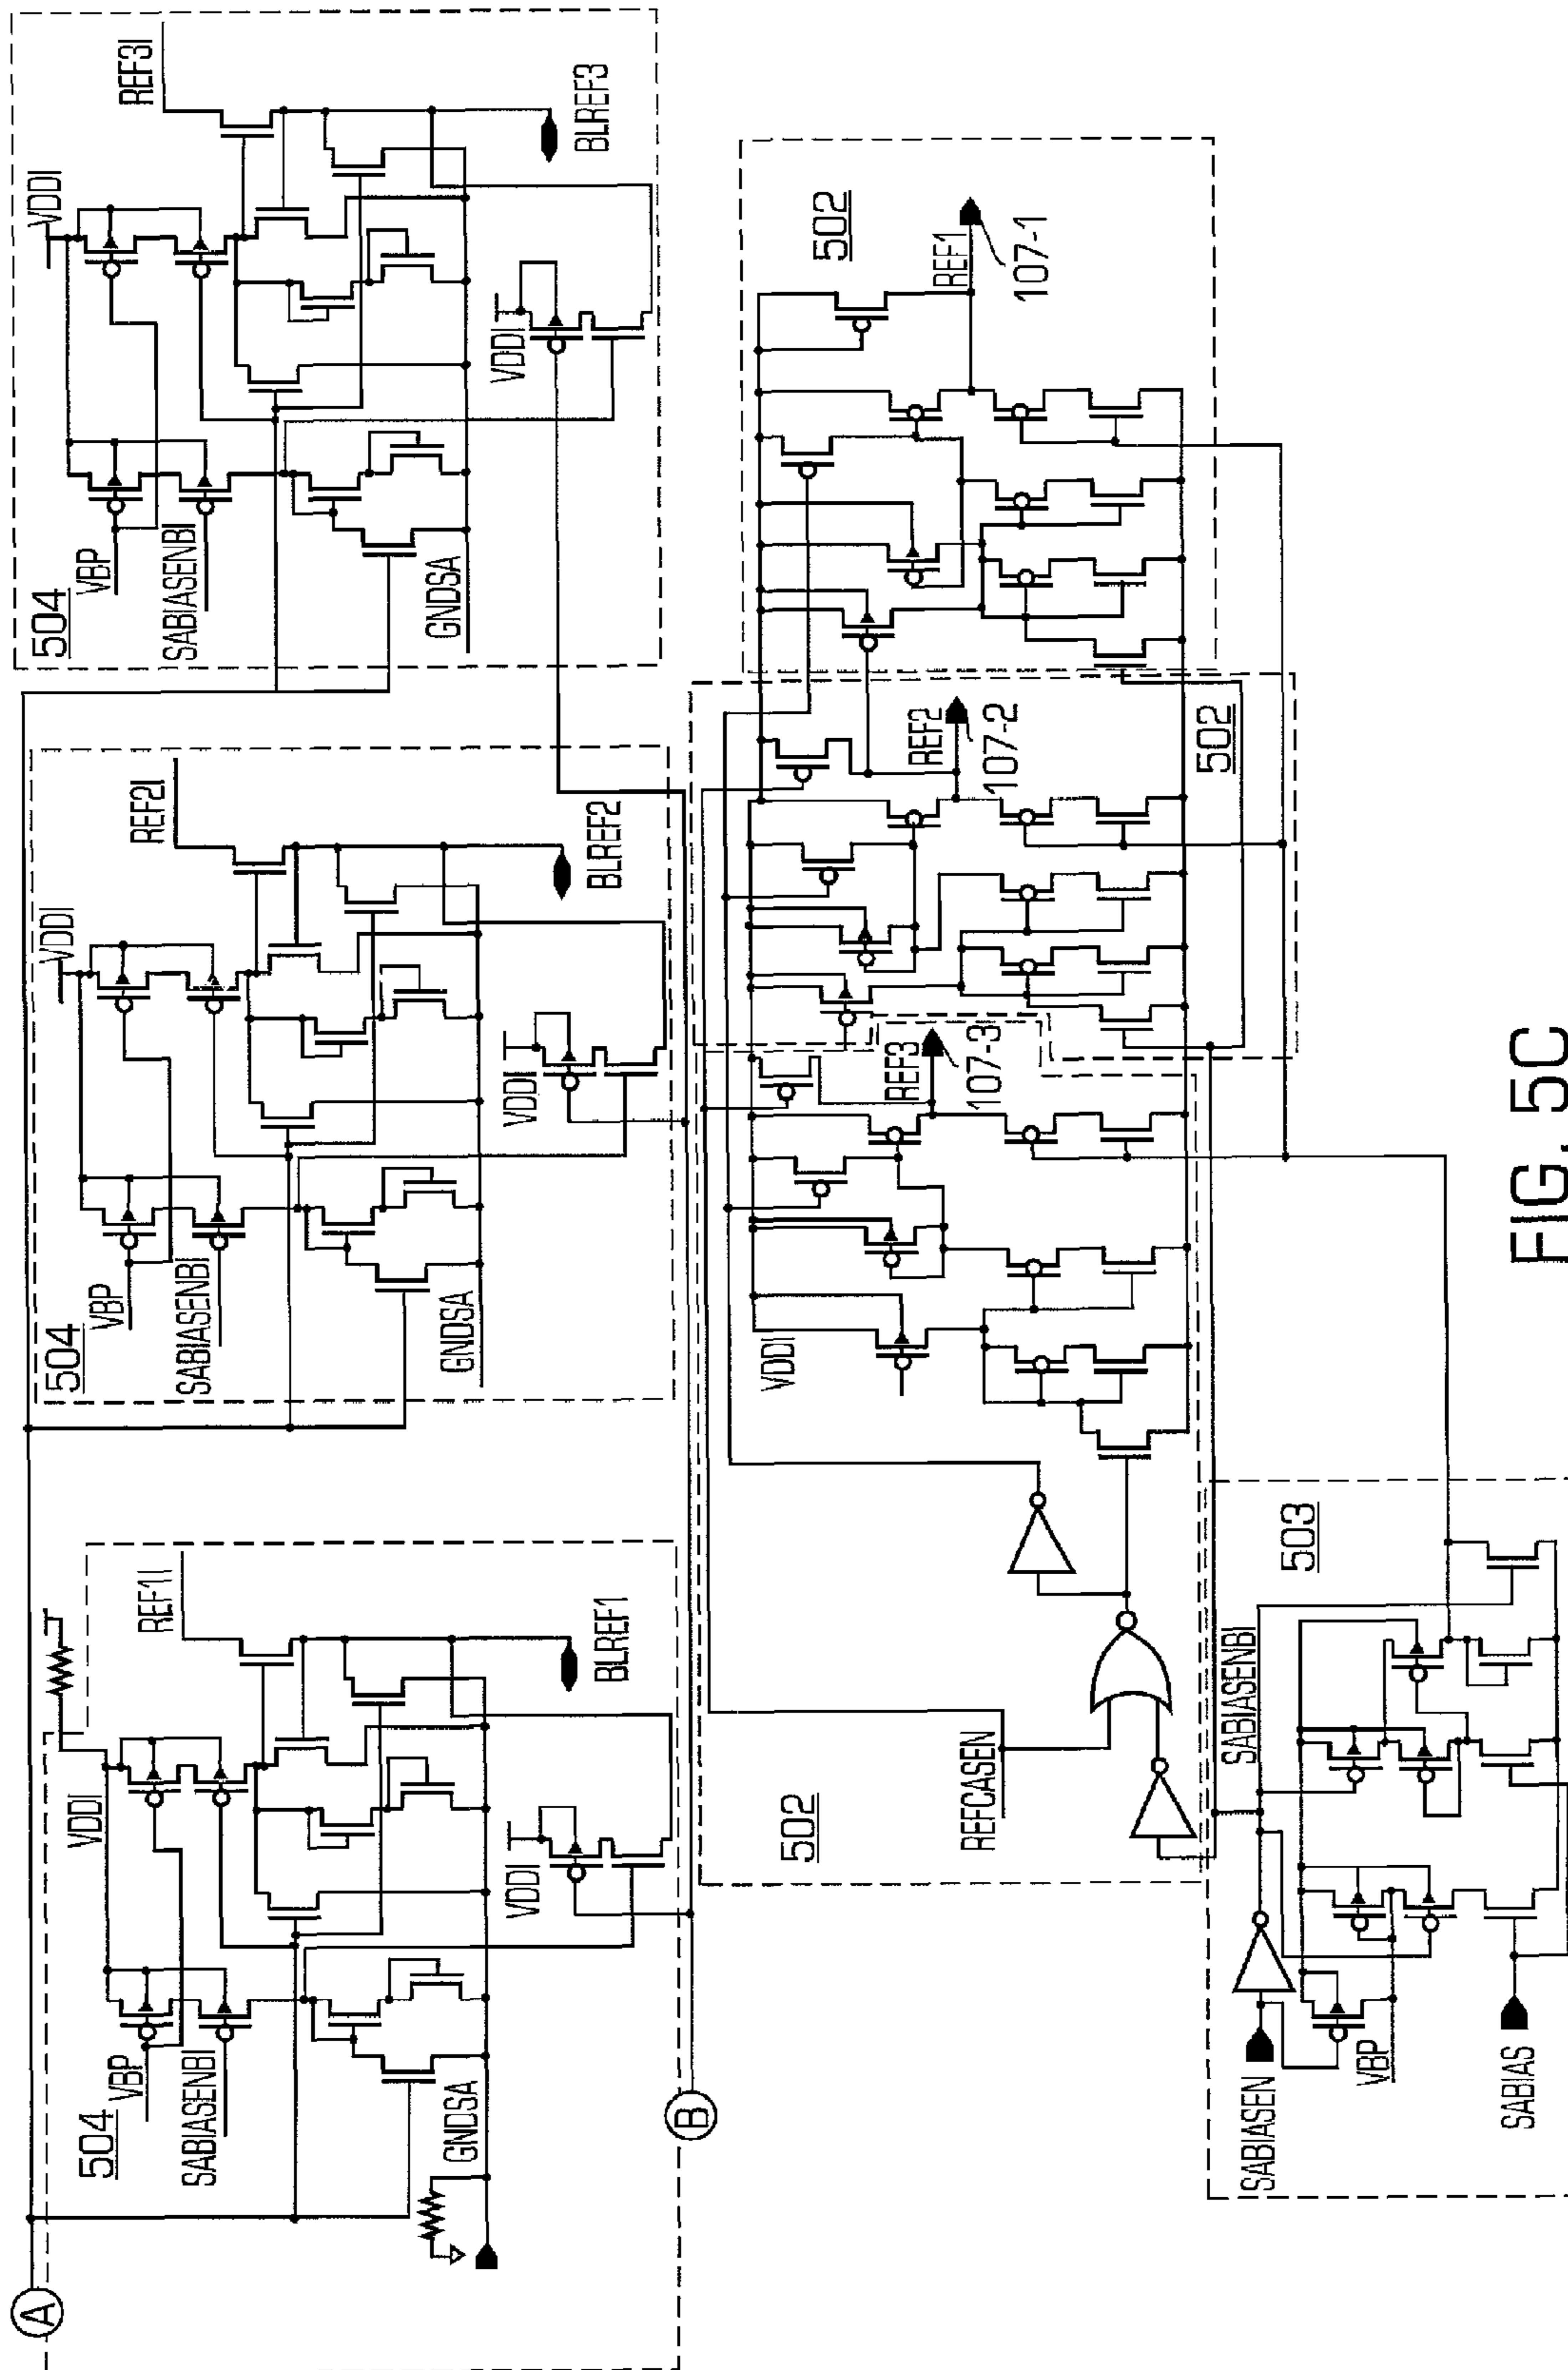 A
504
VBP
SABIASENBI
GNDSA
VDDI
REF1I
VDDI
BLREF1
504
VBP
SABIASENBI
GNDSA
VDDI
REF2I
VDDI
BLREF2
504
VBP
SABIASENBI
GNDSA
VDDI
REF3I
VDDI
BLREF3
B
502
REFCASEN
VDDI
REF3
107-3
REF2
107-2
502
502
REF1
107-1
SABIASEN
VBP
SABIAS
SABIASENBI
503
FIG. 5C